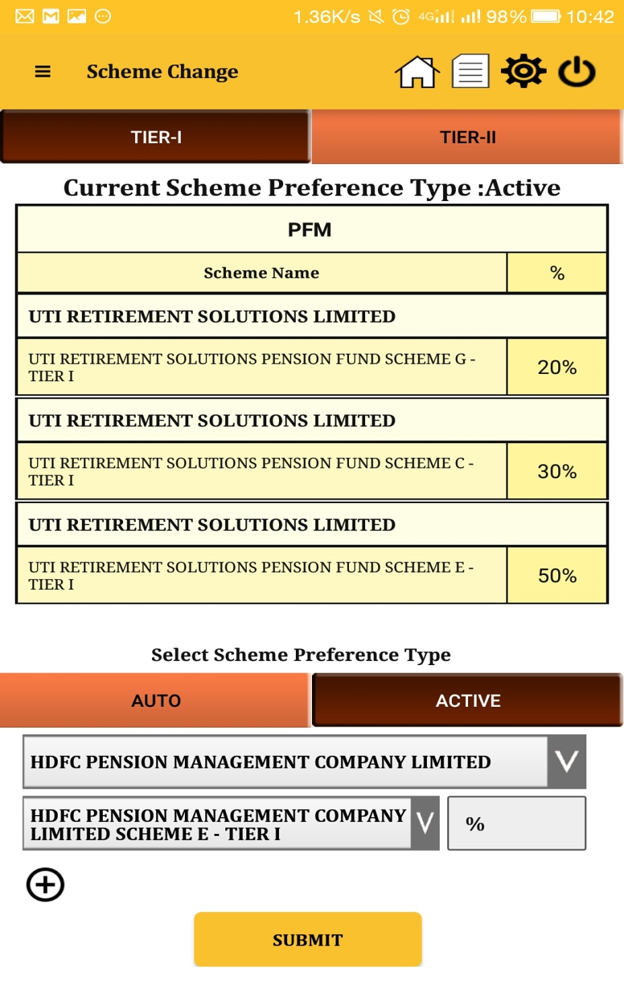 1.36K/s 4G 98% 10:42
Scheme Change
TIER-I TIER-II
Current Scheme Preference Type :Active
PFM
Scheme Name %
UTI RETIREMENT SOLUTIONS LIMITED
UTI RETIREMENT SOLUTIONS PENSION FUND SCHEME G -
TIER I
20%
UTI RETIREMENT SOLUTIONS LIMITED
UTI RETIREMENT SOLUTIONS PENSION FUND SCHEME C -
TIER I
30%
UTI RETIREMENT SOLUTIONS LIMITED
UTI RETIREMENT SOLUTIONS PENSION FUND SCHEME E -
TIER I
50%
Select Scheme Preference Type
AUTO ACTIVE
HDFC PENSION MANAGEMENT COMPANY LIMITED
HDFC PENSION MANAGEMENT COMPANY
LIMITED SCHEME E - TIER I
%
SUBMIT